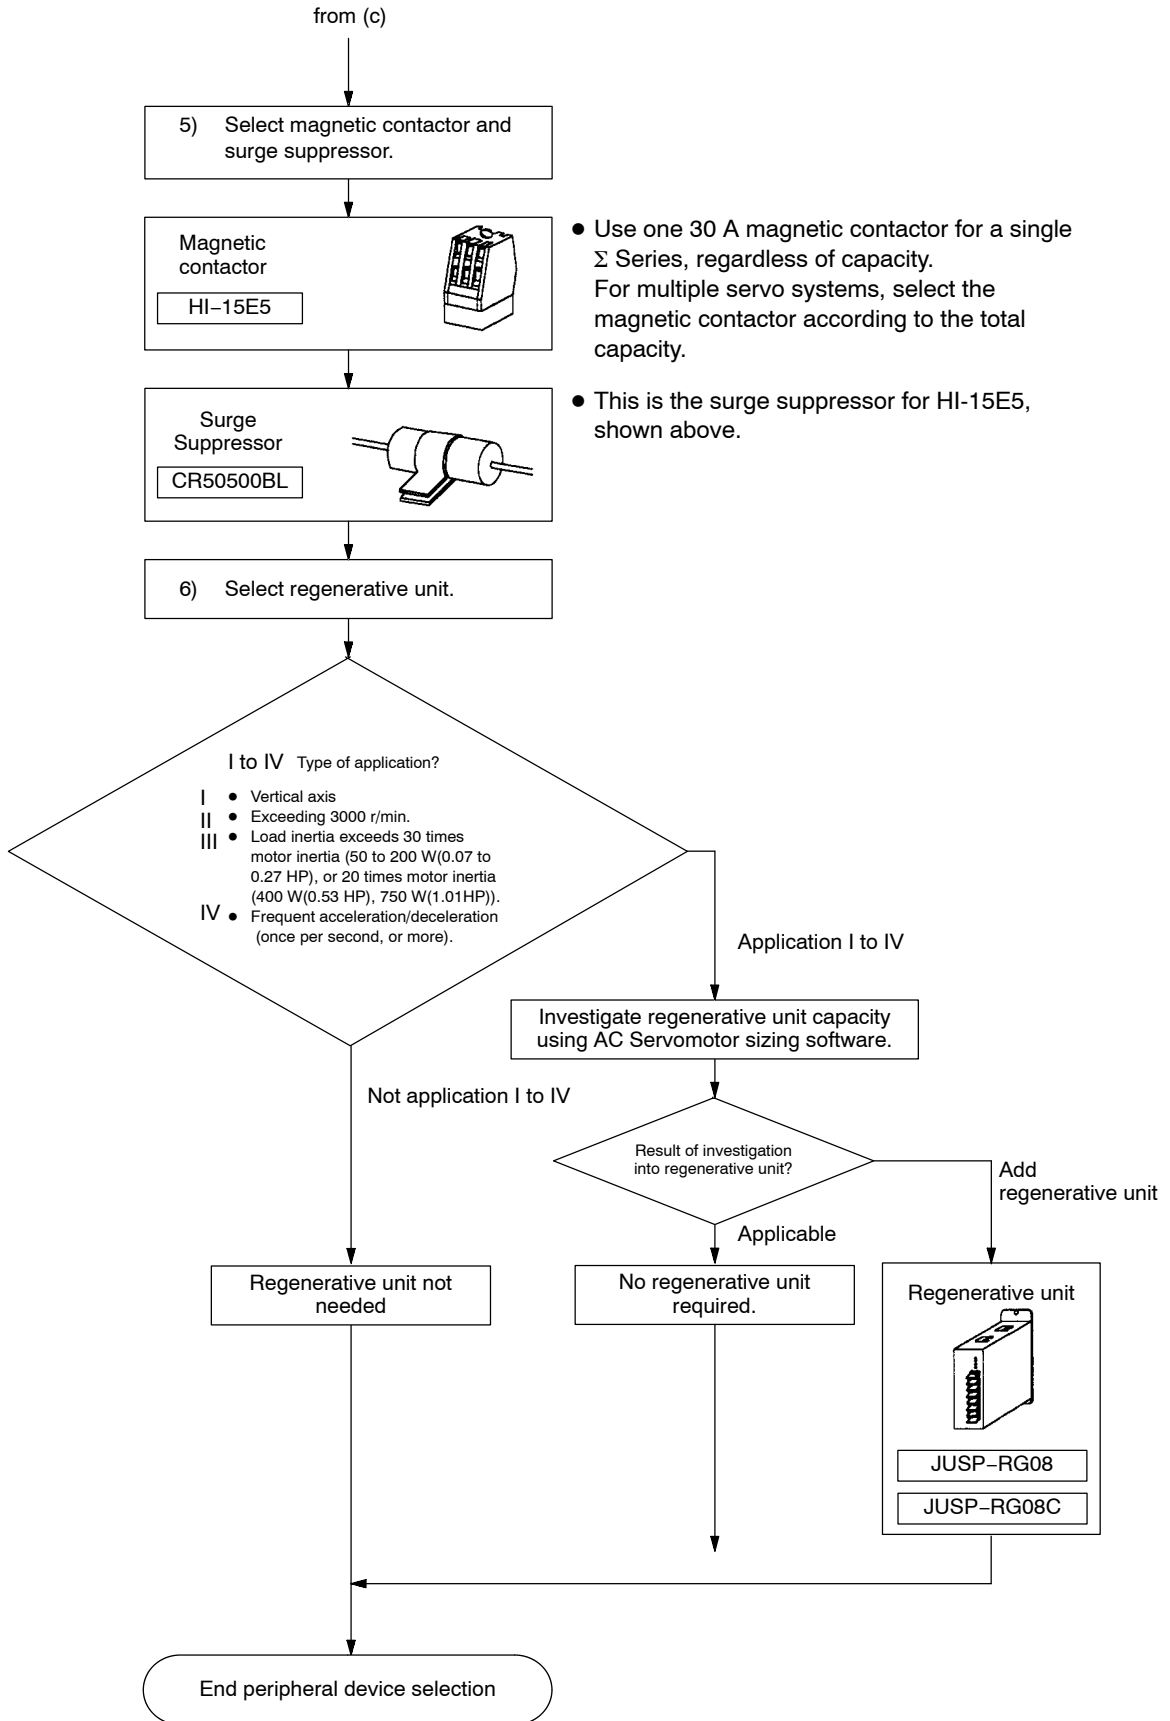 from (c)
5) Select magnetic contactor and
surge suppressor.
Magnetic
contactor
HI−15E5
● Use one 30 A magnetic contactor for a single
Σ Series, regardless of capacity.
For multiple servo systems, select the
magnetic contactor according to the total
capacity.
Surge
Suppressor
CR50500BL
● This is the surge suppressor for HI-15E5,
shown above.
6) Select regenerative unit.
I to IV Type of application?
I ● Vertical axis
II ● Exceeding 3000 r/min.
III ● Load inertia exceeds 30 times
motor inertia (50 to 200 W(0.07 to
0.27 HP), or 20 times motor inertia
(400 W(0.53 HP), 750 W(1.01HP)).
IV ● Frequent acceleration/deceleration
(once per second, or more).
Application I to IV
Investigate regenerative unit capacity
using AC Servomotor sizing software.
Not application I to IV
Result of investigation
into regenerative unit?
Add
regenerative unit
Applicable
Regenerative unit not
needed
No regenerative unit
required.
Regenerative unit
JUSP−RG08
JUSP−RG08C
End peripheral device selection